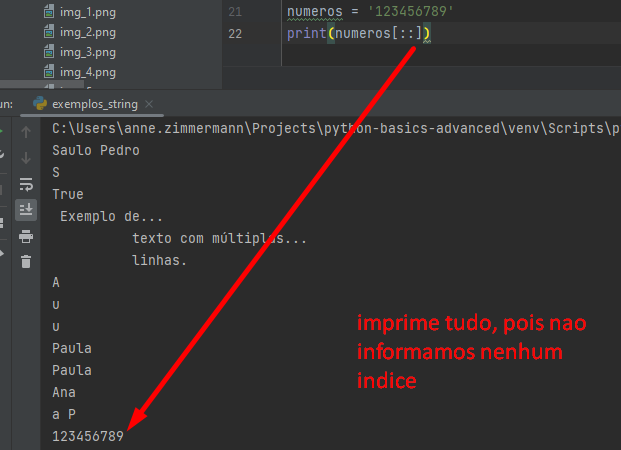 img_1.png
img_2.png
img_3.png
img_4.png
21 numeros = '123456789'
22 print(numeros[::])
un: exemplos_string ×
C:\Users\anne.zimmermann\Projects\python-basics-advanced\venv\Scripts\p
Saulo Pedro
S
True
Exemplo de...
texto com múltiplas...
linhas.
A
u
u
Paula
Paula
Ana
a P
123456789
imprime tudo, pois nao
informamos nenhum
indice